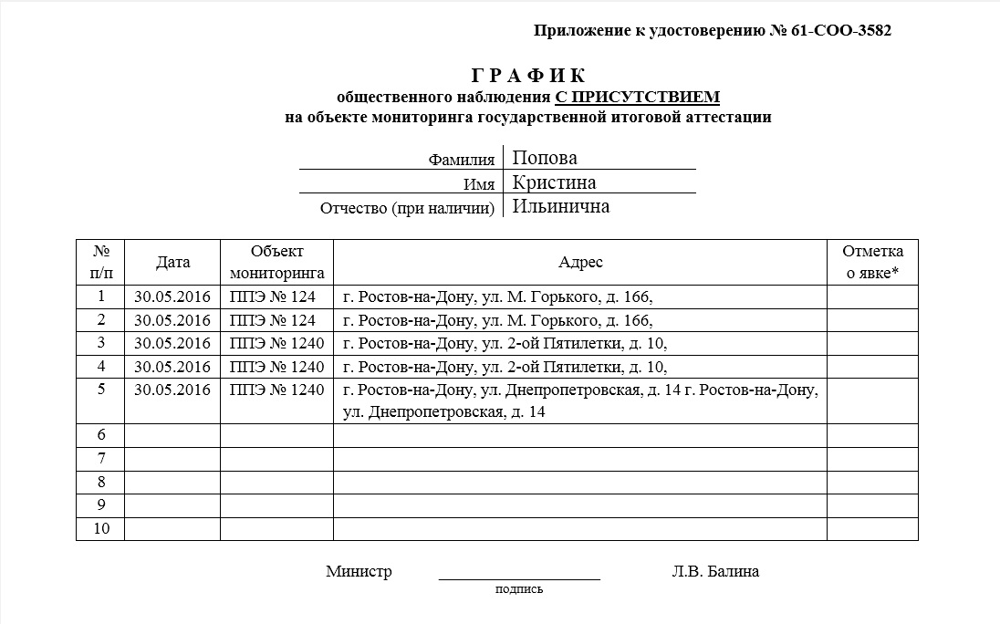 Приложение к удостоверению № 61-СОО-3582
Г Р А Ф И К
общественного наблюдения С ПРИСУТСТВИЕМ
на объекте мониторинга государственной итоговой аттестации
Фамилия Попова
Имя Кристина
Отчество (при наличии) Ильинична
№ п/п Дата Объект мониторинга Адрес Отметка о явке*
1 30.05.2016 ППЭ № 124 г. Ростов-на-Дону, ул. М. Горького, д. 166,
2 30.05.2016 ППЭ № 124 г. Ростов-на-Дону, ул. М. Горького, д. 166,
3 30.05.2016 ППЭ № 1240 г. Ростов-на-Дону, ул. 2-ой Пятилетки, д. 10,
4 30.05.2016 ППЭ № 1240 г. Ростов-на-Дону, ул. 2-ой Пятилетки, д. 10,
5 30.05.2016 ППЭ № 1240 г. Ростов-на-Дону, ул. Днепропетровская, д. 14 г. Ростов-на-Дону,
ул. Днепропетровская, д. 14
6
7
8
9
10
Министр Л.В. Балина
подпись